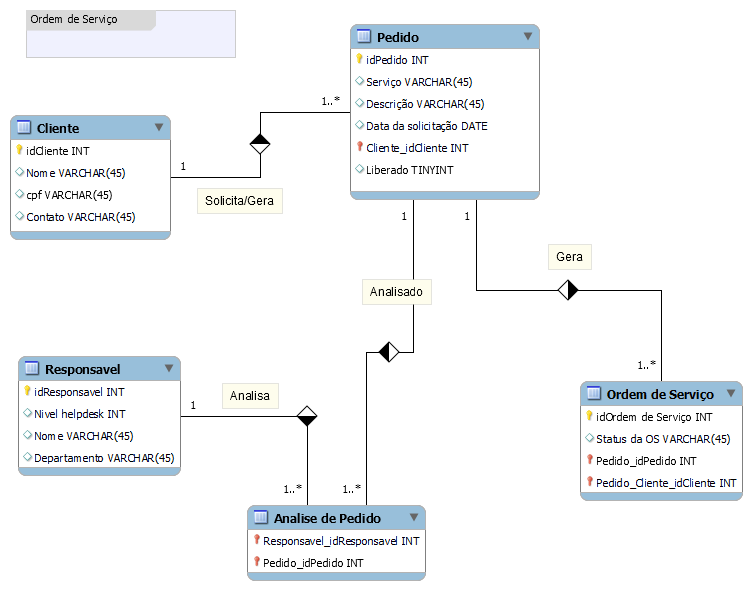 Ordem de Serviço
Pedido
idPedido INT
Serviço VARCHAR(45)
Descrição VARCHAR(45)
Data da solicitação DATE
Cliente_idCliente INT
Liberado TINYINT
1..*
Cliente
idCliente INT
Nome VARCHAR(45)
cpf VARCHAR(45)
Contato VARCHAR(45)
1
Solicita/Gera
1
1
Gera
Analisado
1..*
Responsavel
idResponsavel INT
Nivel helpdesk INT
Nome VARCHAR(45)
Departamento VARCHAR(45)
1
Analisa
1..*
1..*
Ordem de Serviço
idOrdem de Serviço INT
Status da OS VARCHAR(45)
Pedido_idPedido INT
Pedido_Cliente_idCliente INT
Analise de Pedido
Responsavel_idResponsavel INT
Pedido_idPedido INT